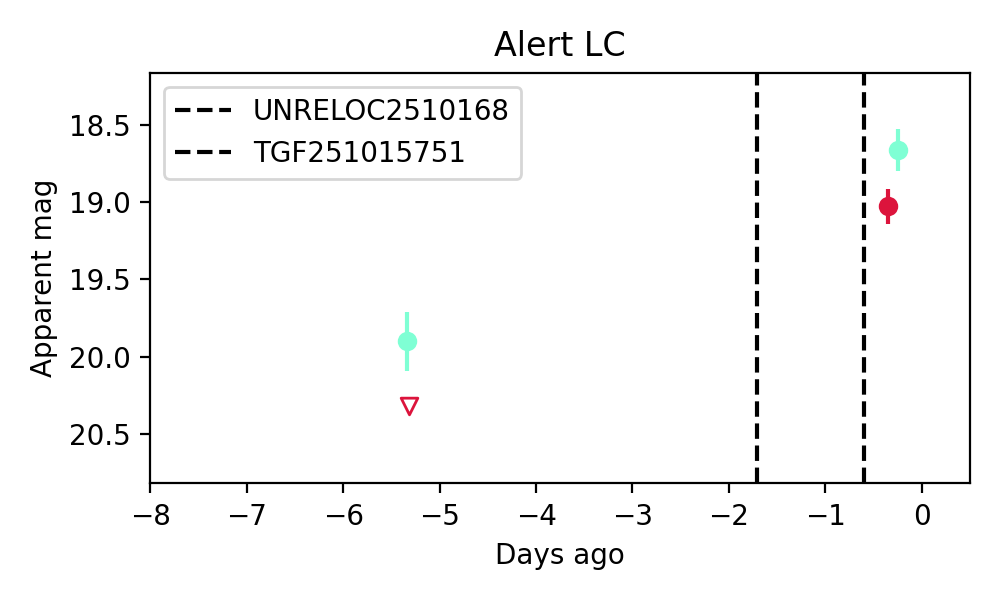 Alert LC
UNRELOC2510168
TGF251015751
Apparent mag
18.5
19.0
19.5
20.0
20.5
−8 −7 −6 −5 −4 −3 −2 −1 0
Days ago